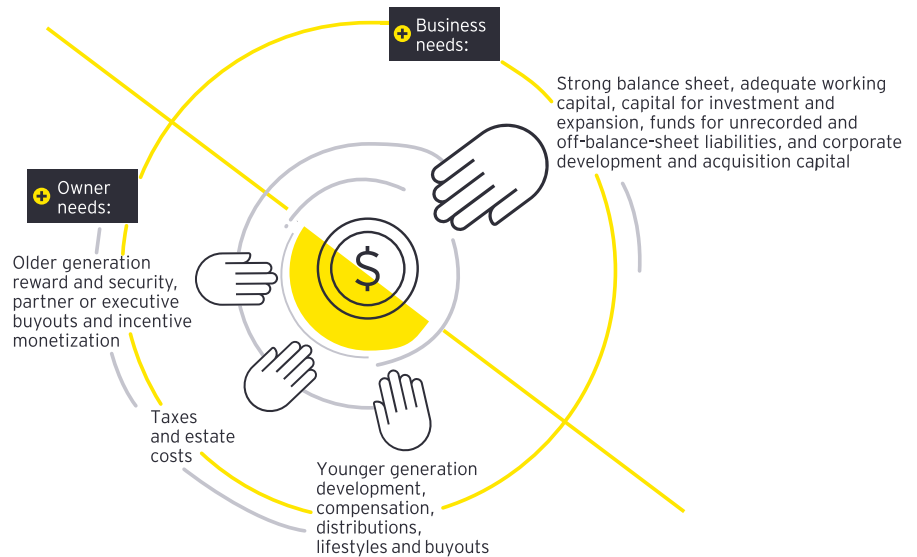 Business
needs:
Strong balance sheet, adequate working
capital, capital for investment and
expansion, funds for unrecorded and
off-balance-sheet liabilities, and corporate
development and acquisition capital
Owner
needs:
Older generation
reward and security,
partner or executive
buyouts and incentive
monetization
$
Taxes
and estate
costs
Younger generation
development,
compensation,
distributions,
lifestyles and buyouts